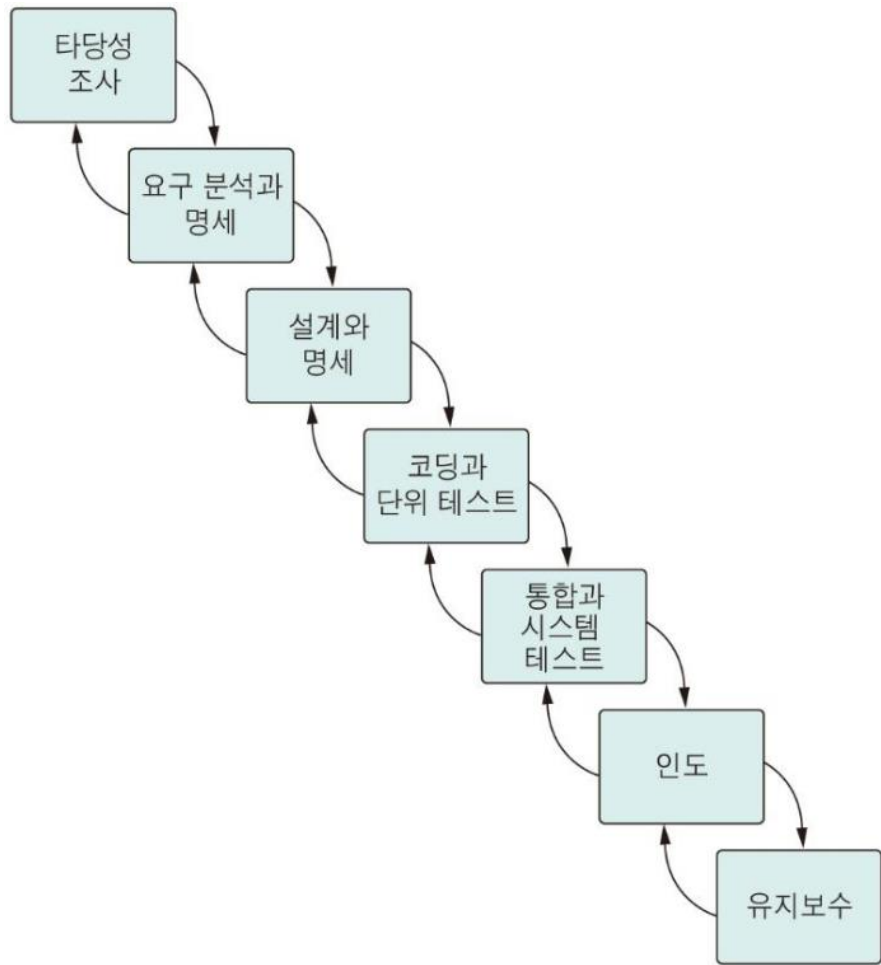 타당성
조사
요구 분석과
명세
설계와
명세
코딩과
단위 테스트
통합과
시스템
테스트
인도
유지보수